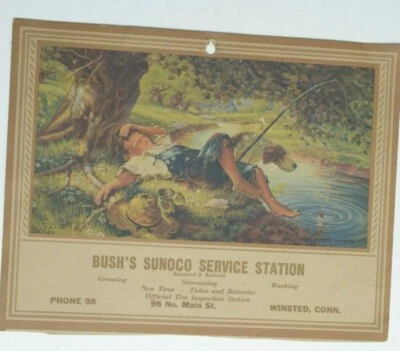 BUSH'S SUNOCO SERVICE STATION
Greasing Simonizing Washing
New Tires - Tubes and Batteries
Official Tire Inspection Station
PHONE 98 96 No. Main St. WINSTED, CONN.